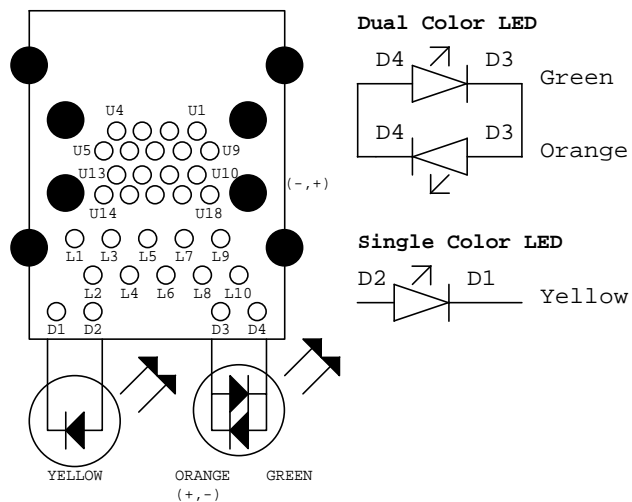 Dual Color LED
D4 D3 Green
D4 D3 Orange
U4 U1
U5 U9
U13 U10
(-,+)
U14 U18
L1 L3 L5 L7 L9
L2 L4 L6 L8 L10
D1 D2 D3 D4
Single Color LED
D2 D1 Yellow
YELLOW ORANGE GREEN
(+,-)